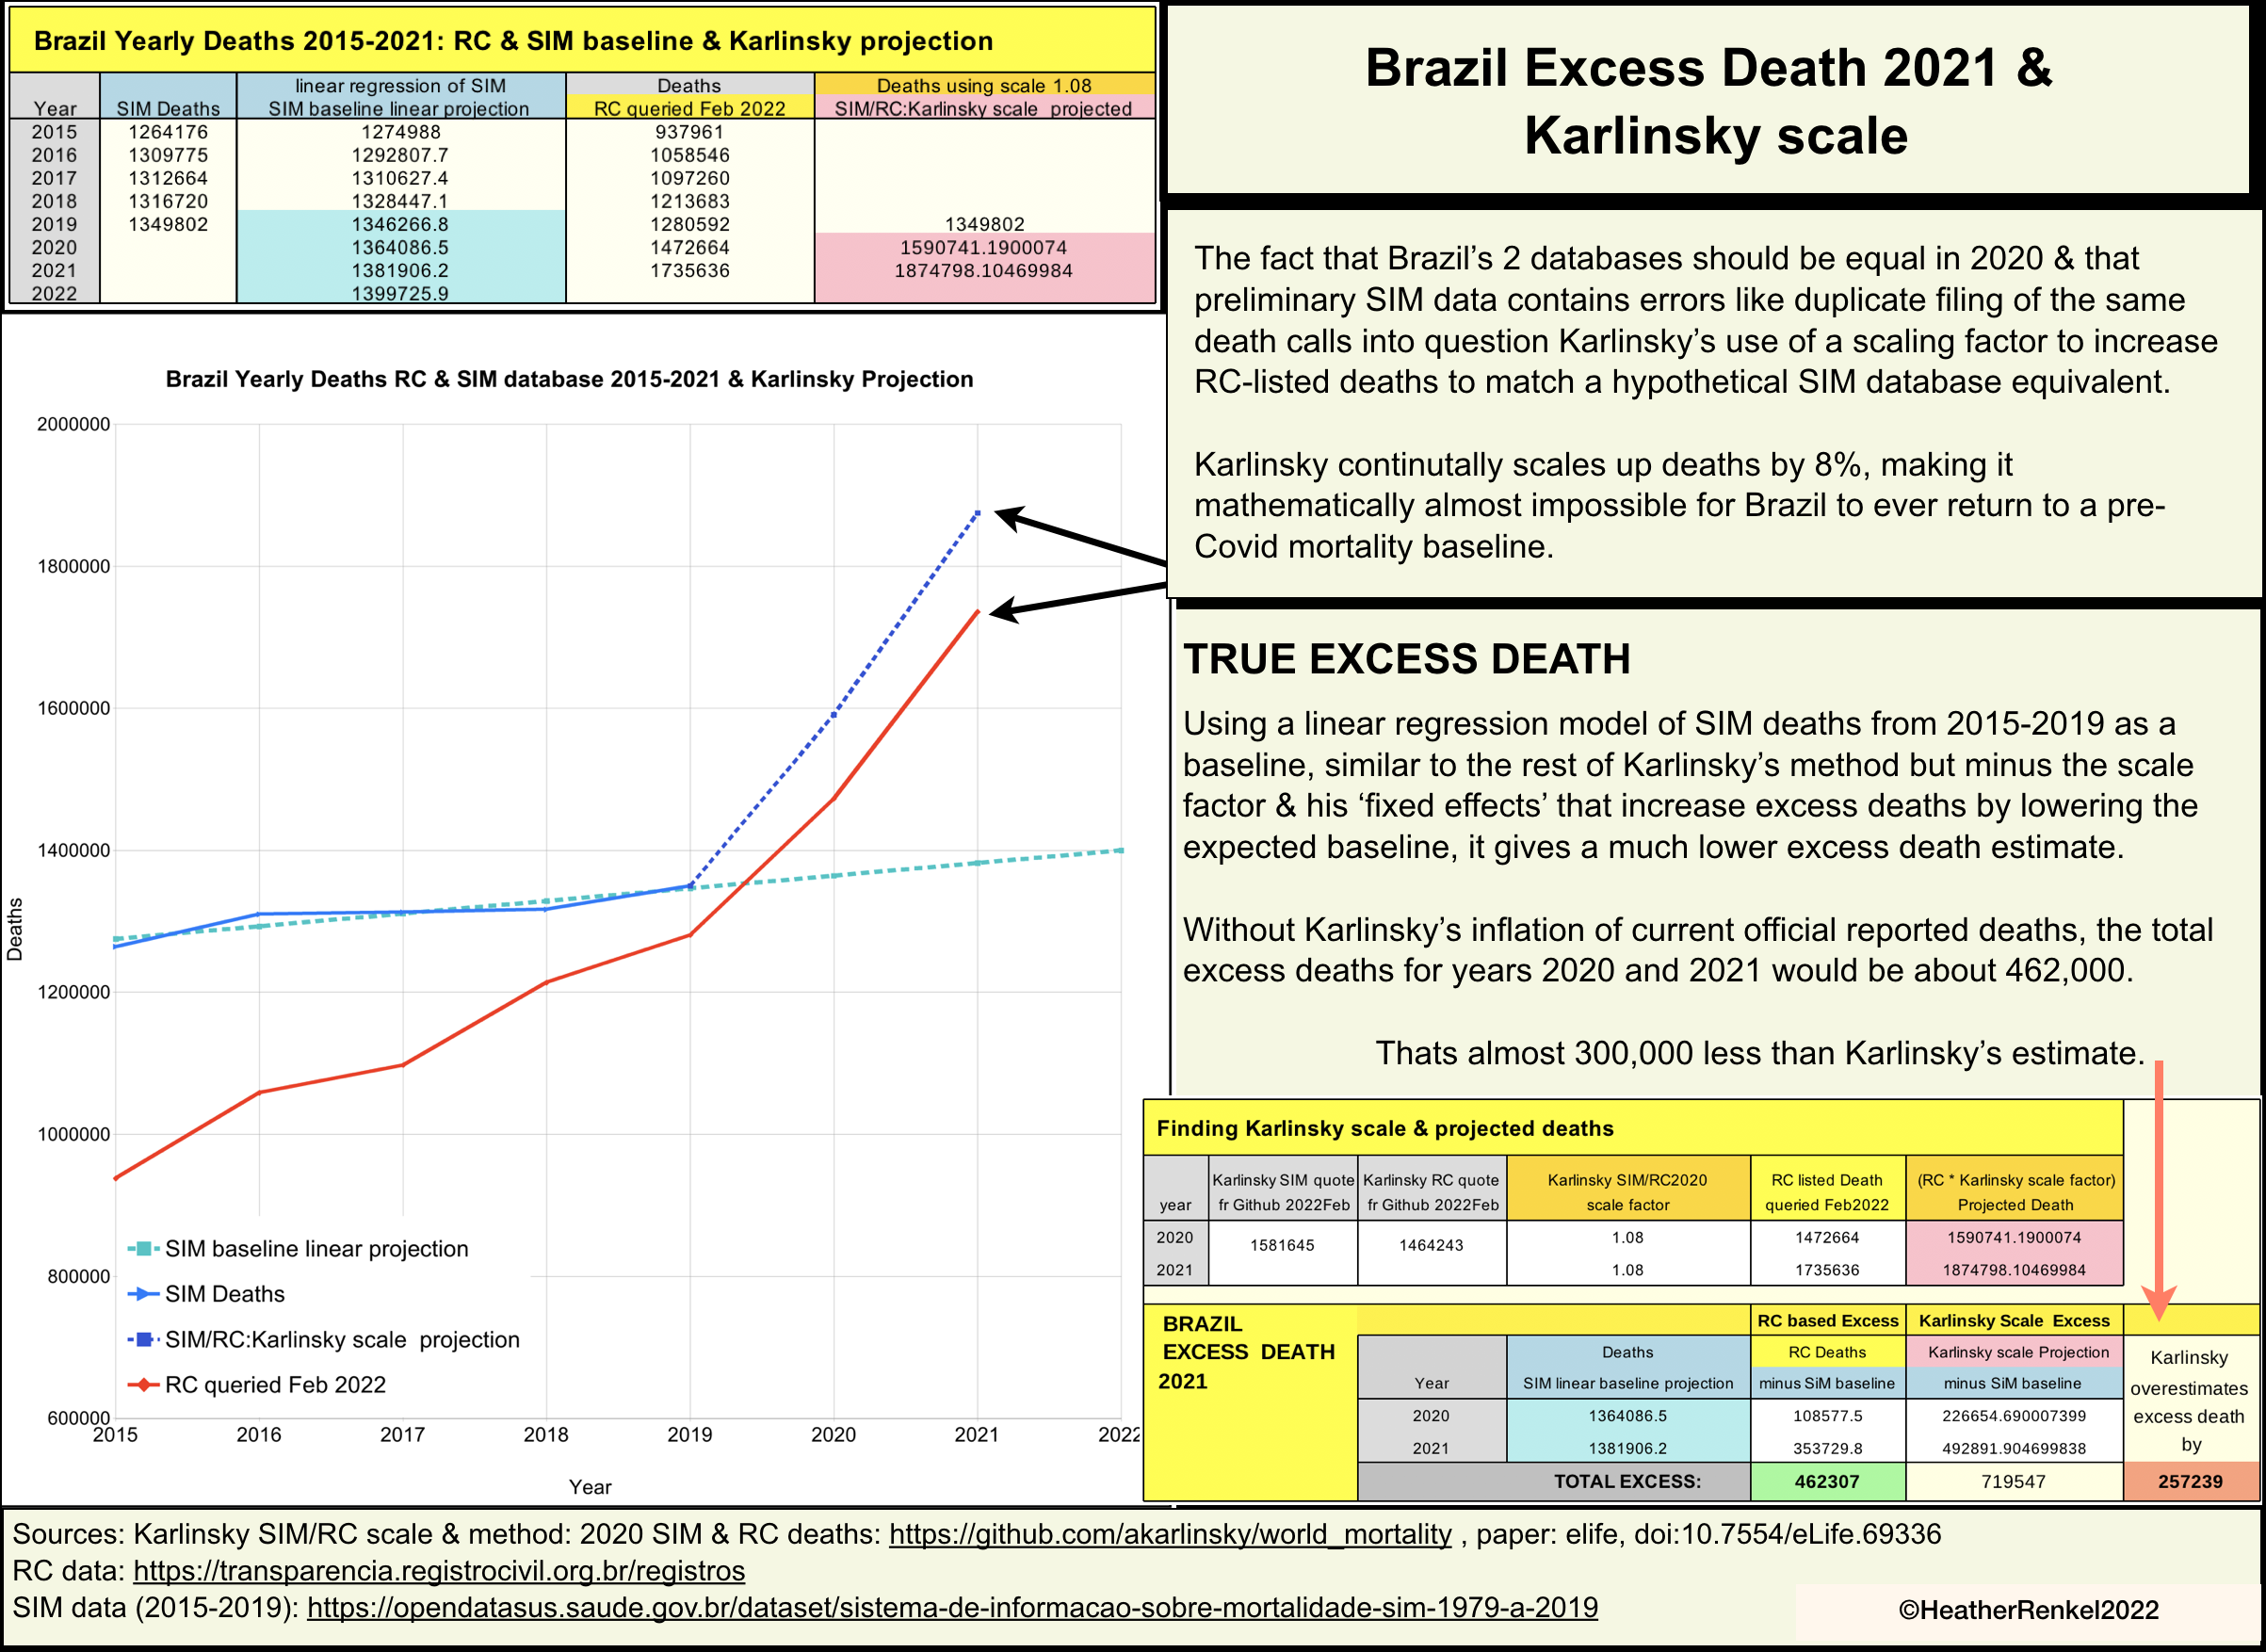 Brazil Yearly Deaths 2015-2021: RC & SIM baseline & Karlinsky projection
linear regression of SIM Deaths Deaths using scale 1.08
Year SIM Deaths SIM baseline linear projection RC queried Feb 2022 SIM/RC:Karlinsky scale projected
2015 1264176 1274988 937961
2016 1309775 1292807.7 1058546
2017 1312664 1310627.4 1097260
2018 1316720 1328447.1 1213683
2019 1349802 1346266.8 1280592 1349802
2020 1364086.5 1472664 1590741.1900074
2021 1381906.2 1735636 1874798.10469984
2022 1399725.9
Brazil Excess Death 2021 &
Karlinsky scale
The fact that Brazil’s 2 databases should be equal in 2020 & that
preliminary SIM data contains errors like duplicate filing of the same
death calls into question Karlinsky’s use of a scaling factor to increase
RC-listed deaths to match a hypothetical SIM database equivalent.
Karlinsky continutally scales up deaths by 8%, making it
mathematically almost impossible for Brazil to ever return to a pre-
Covid mortality baseline.
Brazil Yearly Deaths RC & SIM database 2015-2021 & Karlinsky Projection
2000000
1800000
1600000
1400000
1200000
1000000
800000
600000
Deaths
SIM baseline linear projection
SIM Deaths
SIM/RC:Karlinsky scale projection
RC queried Feb 2022
2015 2016 2017 2018 2019 2020 2021 2022
Year
TRUE EXCESS DEATH
Using a linear regression model of SIM deaths from 2015-2019 as a
baseline, similar to the rest of Karlinsky’s method but minus the scale
factor & his ‘fixed effects’ that increase excess deaths by lowering the
expected baseline, it gives a much lower excess death estimate.
Without Karlinsky’s inflation of current official reported deaths, the total
excess deaths for years 2020 and 2021 would be about 462,000.
Thats almost 300,000 less than Karlinsky’s estimate.
Finding Karlinsky scale & projected deaths
Karlinsky SIM quote Karlinsky RC quote Karlinsky SIM/RC2020 RC listed Death (RC * Karlinsky scale factor)
year fr Github 2022Feb fr Github 2022Feb scale factor queried Feb2022 Projected Death
2020 1581645 1464243 1.08 1472664 1590741.1900074
2021 1.08 1735636 1874798.10469984
BRAZIL
EXCESS DEATH
2021
RC based Excess Karlinsky Scale Excess
Deaths RC Deaths Karlinsky scale Projection
Year SIM linear baseline projection minus SiM baseline minus SiM baseline
2020 1364086.5 108577.5 226654.690007399
2021 1381906.2 353729.8 492891.904699838
TOTAL EXCESS: 462307 719547
Karlinsky
overestimates
excess death
by
257239
Sources: Karlinsky SIM/RC scale & method: 2020 SIM & RC deaths: https://github.com/akarlinsky/world_mortality , paper: elife, doi:10.7554/eLife.69336
RC data: https://transparencia.registrocivil.org.br/registros
SIM data (2015-2019): https://opendatasus.saude.gov.br/dataset/sistema-de-informacao-sobre-mortalidade-sim-1979-a-2019
©HeatherRenkel2022